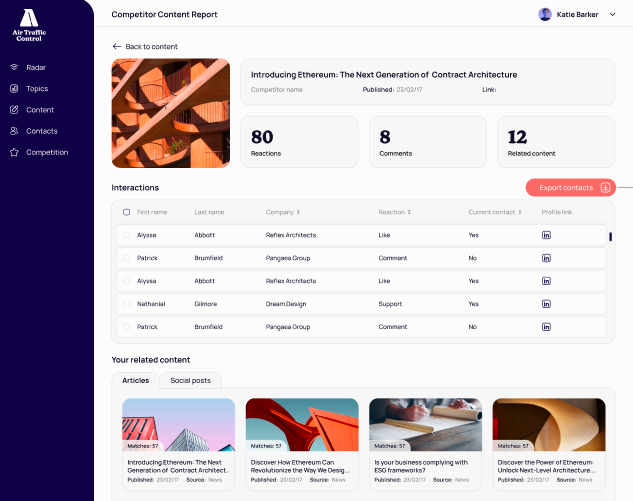 Air Traffic
Control
Radar
Topics
Content
Contacts
Competition
Competitor Content Report
Katie Barker
Back to content
Introducing Ethereum: The Next Generation of Contract Architecture
Competitor name Published: 23/02/17 Link:
80
Reactions
8
Comments
12
Related content
Interactions
Export contacts
First name Last name Company Reaction Current contact Profile link
Alyssa Abbott Reflex Architects Like Yes in
Patrick Brumfield Pangaea Group Comment No in
Alyssa Abbott Reflex Architects Like Yes in
Nethanial Gilmore Dream Design Support Yes in
Patrick Brumfield Pangaea Group Comment No in
Your related content
Articles Social posts
Matches: 57
Introducing Ethereum: The Next
Generation of Contract Architect..
Published: 23/02/17 Source: News
Matches: 57
Discover How Ethereum Can
Revolutionize the Way We Desig...
Published: 23/02/17 Source: News
Matches: 57
Is your business complying with
ESG frameworks?
Published: 23/02/17 Source: News
Matches: 57
Discover the Power of Ethereum-
Unlock Next-Level Architecture...
Published: 23/02/17 Source: News